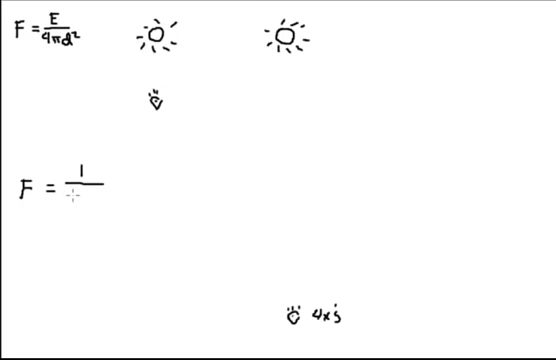 F = E / 4πd²
F = 1 /
4x's